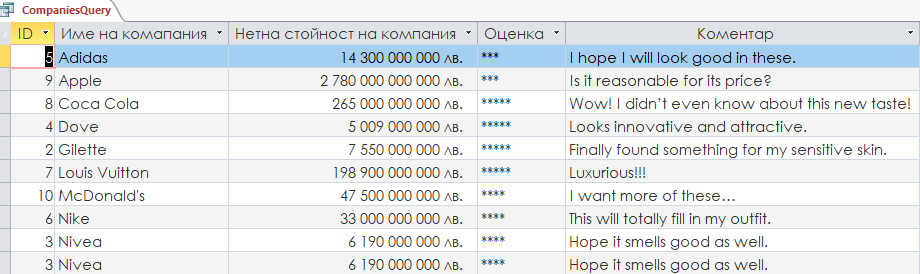 CompaniesQuery
ID Име на комапания Нетна стойност на компания Оценка Коментар
5 Adidas 14 300 000 000 лв. *** I hope I will look good in these.
9 Apple 2 780 000 000 000 лв. *** Is it reasonable for its price?
8 Coca Cola 265 000 000 000 лв. ***** Wow! I didn't even know about this new taste!
4 Dove 5 009 000 000 лв. ***** Looks innovative and attractive.
2 Gilette 7 550 000 000 лв. ***** Finally found something for my sensitive skin.
7 Louis Vuitton 198 900 000 000 лв. ***** Luxurious!!!
10 McDonald's 47 500 000 000 лв. **** I want more of these...
6 Nike 33 000 000 000 лв. **** This will totally fill in my outfit.
3 Nivea 6 190 000 000 лв. **** Hope it smells good as well.
3 Nivea 6 190 000 000 лв. **** Hope it smells good as well.